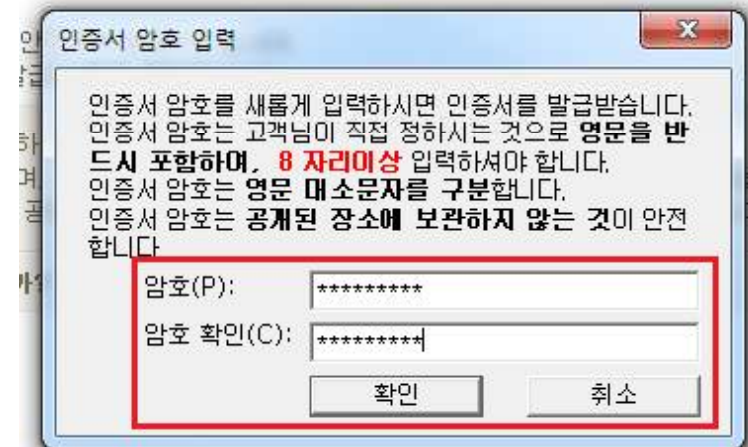 인증서 암호 입력
인증서 암호를 새롭게 입력하시면 인증서를 발급받습니다.
인증서 암호는 고객님이 직접 정하시는 것으로 영문을 반
드시 포함하며, 8 자리이상 입력하셔야 합니다.
인증서 암호는 영문 대소문자를 구분합니다.
인증서 암호는 공개된 장소에 보관하지 않는 것이 안전
합니다
암호(P): *********
암호 확인(C): *********
확인 취소